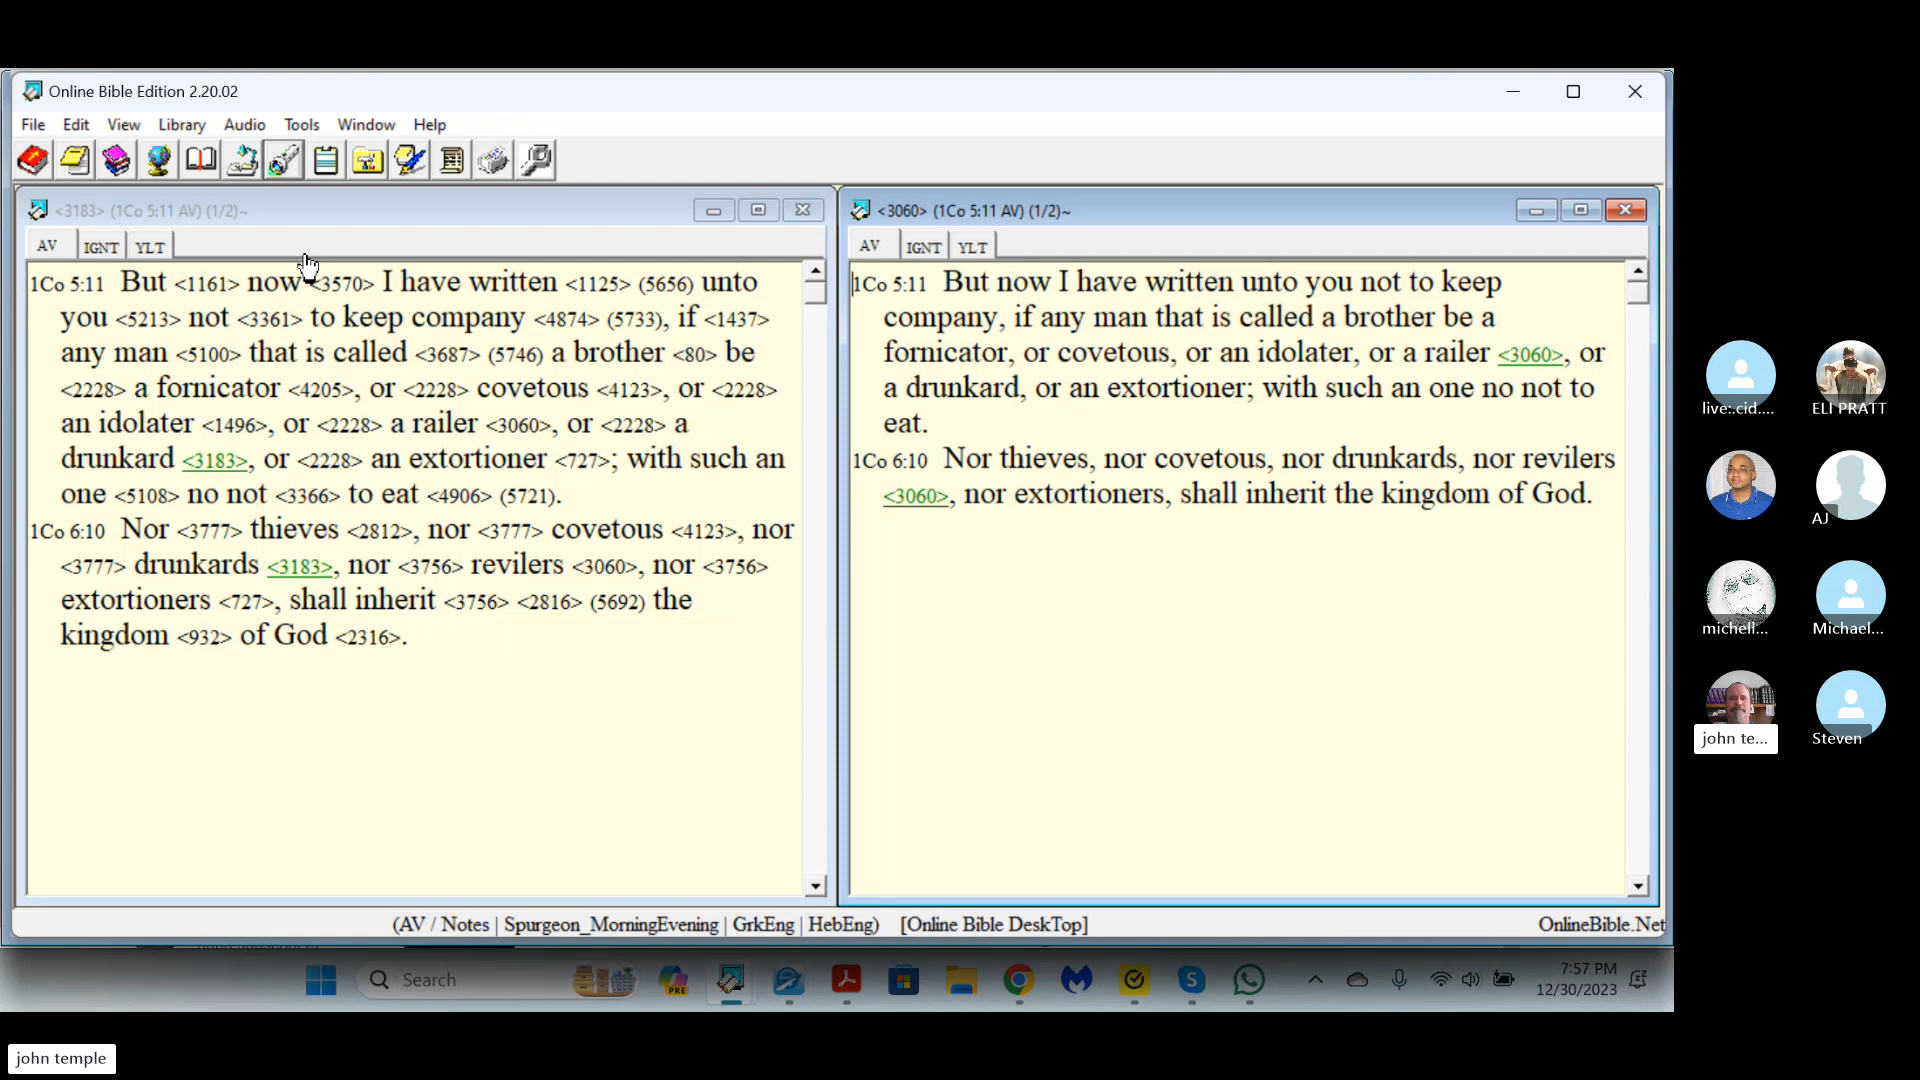 Online Bible Edition 2.20.02
File Edit View Library Audio Tools Window Help
<3183> (1Co 5:11 AV) (1/2)~
AV IGNT YLT
1Co 5:11 But <1161> now <3570> I have written <1125> (5656) unto
you <5213> not <3361> to keep company <4874> (5733), if <1437>
any man <5100> that is called <3687> (5746) a brother <80> be
<2228> a fornicator <4205>, or <2228> covetous <4123>, or <2228>
an idolater <1496>, or <2228> a railer <3060>, or <2228> a
drunkard <3183>, or <2228> an extortioner <727>; with such an
one <5108> no not <3366> to eat <4906> (5721).
1Co 6:10 Nor <3777> thieves <2812>, nor <3777> covetous <4123>, nor
<3777> drunkards <3183>, nor <3756> revilers <3060>, nor <3756>
extortioners <727>, shall inherit <3756> <2816> (5692) the
kingdom <932> of God <2316>.
<3060> (1Co 5:11 AV) (1/2)~
AV IGNT YLT
1Co 5:11 But now I have written unto you not to keep
company, if any man that is called a brother be a
fornicator, or covetous, or an idolater, or a railer <3060>, or
a drunkard, or an extortioner; with such an one no not to
eat.
1Co 6:10 Nor thieves, nor covetous, nor drunkards, nor revilers
<3060>, nor extortioners, shall inherit the kingdom of God.
(AV / Notes | Spurgeon_MorningEvening | GrkEng | HebEng) [Online Bible DeskTop]
OnlineBible.Net
Search
PRE
7:57 PM
12/30/2023
live:.cid....
ELI PRATT
AJ
michell...
Michael...
john te...
Steven
john temple